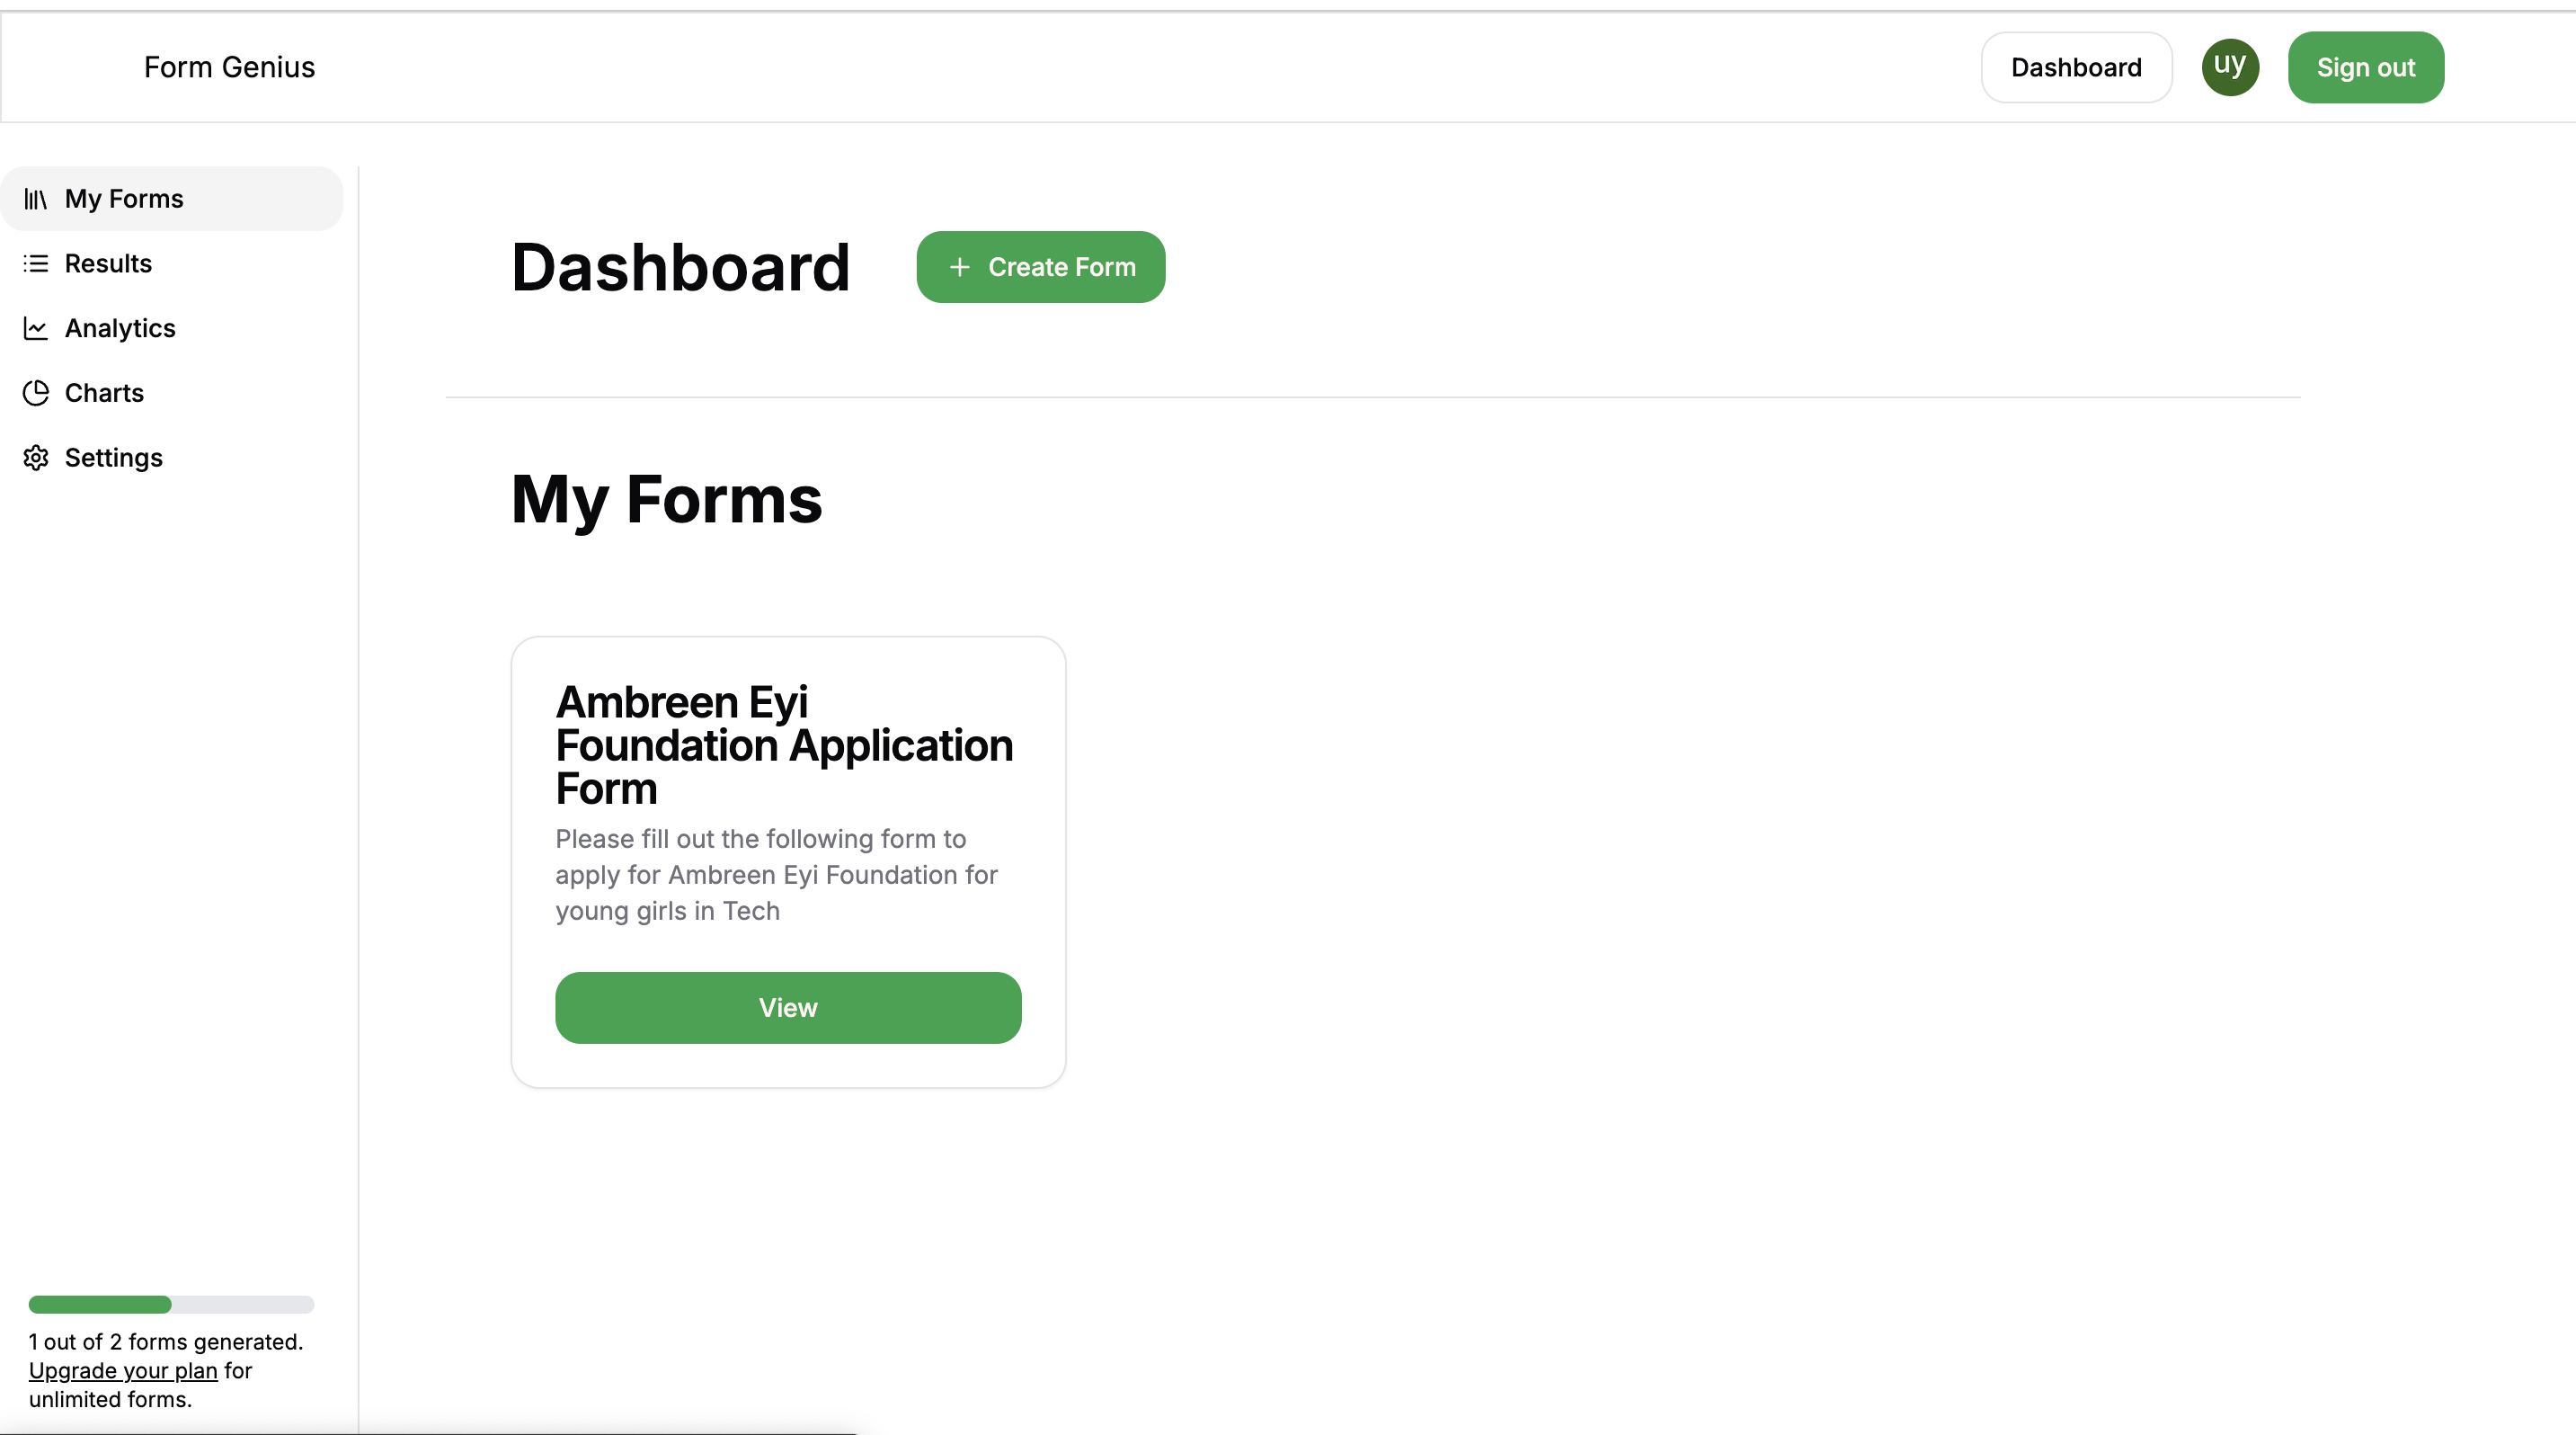 Form Genius
Dashboard
uy
Sign out
My Forms
Results
Analytics
Charts
Settings
Dashboard
+ Create Form
My Forms
Ambreen Eyi
Foundation Application
Form
Please fill out the following form to
apply for Ambreen Eyi Foundation for
young girls in Tech
View
1 out of 2 forms generated.
Upgrade your plan for
unlimited forms.